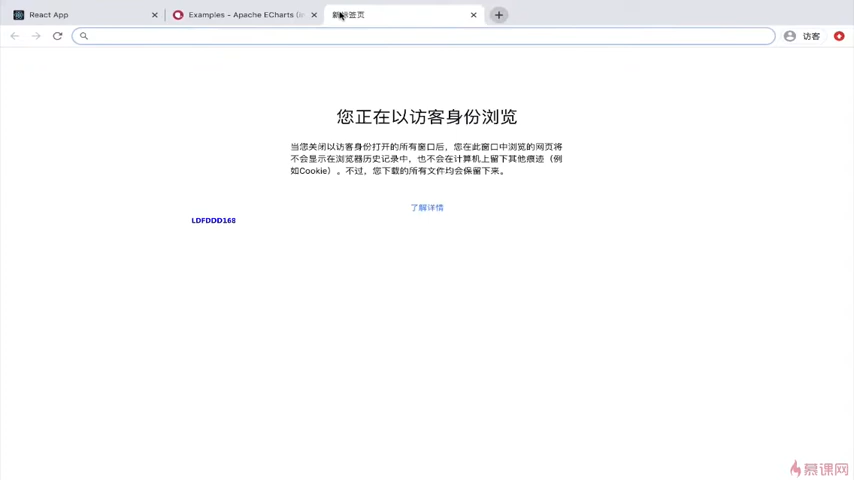 React App
Examples - Apache ECharts (in
新标签页
访客
您正在以访客身份浏览
当您关闭以访客身份打开的所有窗口后，您在此窗口中浏览的网页将
不会显示在浏览器历史记录中，也不会在计算机上留下其他痕迹（例
如Cookie）。不过，您下载的所有文件均会保留下来。
了解详情
LDFDDD168
慕课网